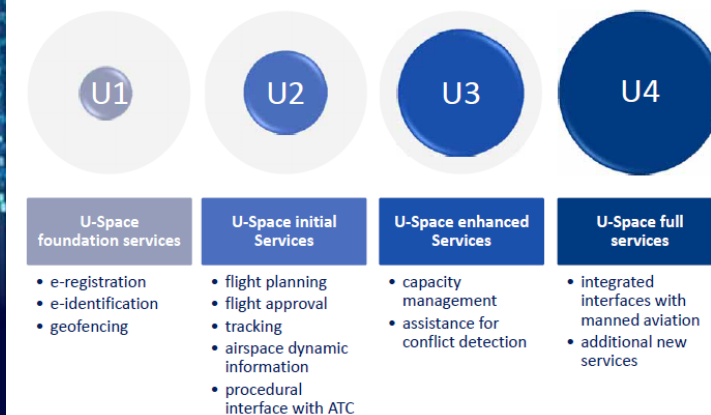 U1
U2
U3
U4
U-Space
foundation services
• e-registration
• e-identification
• geofencing
U-Space initial
Services
• flight planning
• flight approval
• tracking
• airspace dynamic
information
• procedural
interface with ATC
U-Space enhanced
Services
• capacity
management
• assistance for
conflict detection
U-Space full
services
• integrated
interfaces with
manned aviation
• additional new
services